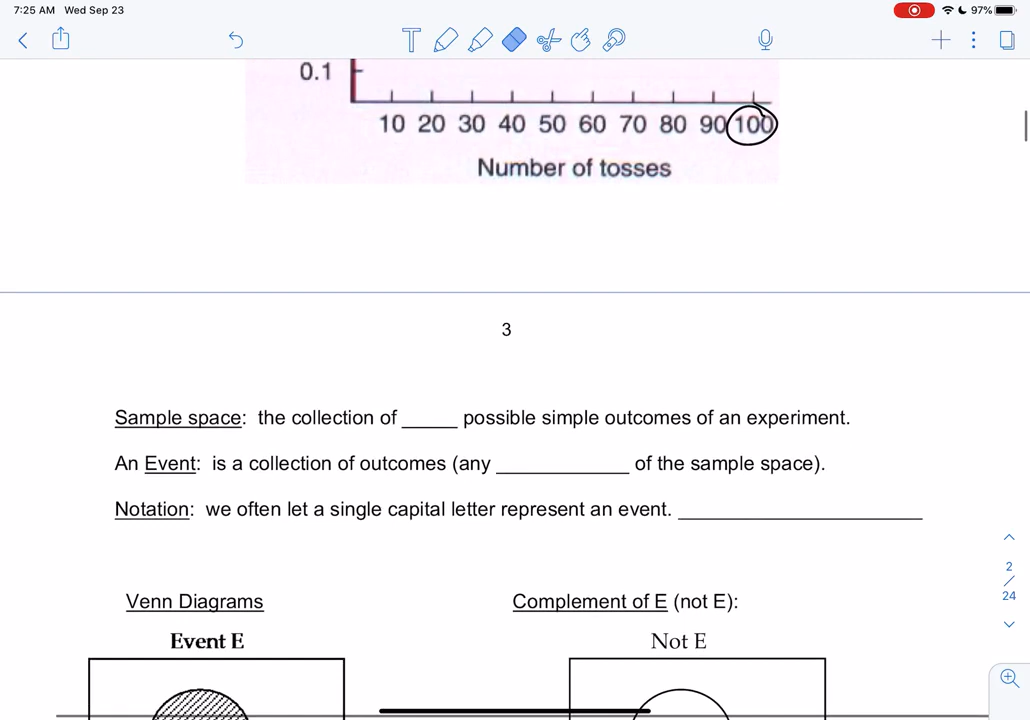 7:25 AM Wed Sep 23
97%
0.1
10 20 30 40 50 60 70 80 90 100
Number of tosses
3
Sample space: the collection of _____ possible simple outcomes of an experiment.
An Event: is a collection of outcomes (any ____________ of the sample space).
Notation: we often let a single capital letter represent an event. ______________________
2
/
24
Venn Diagrams
Complement of E (not E):
Event E
Not E